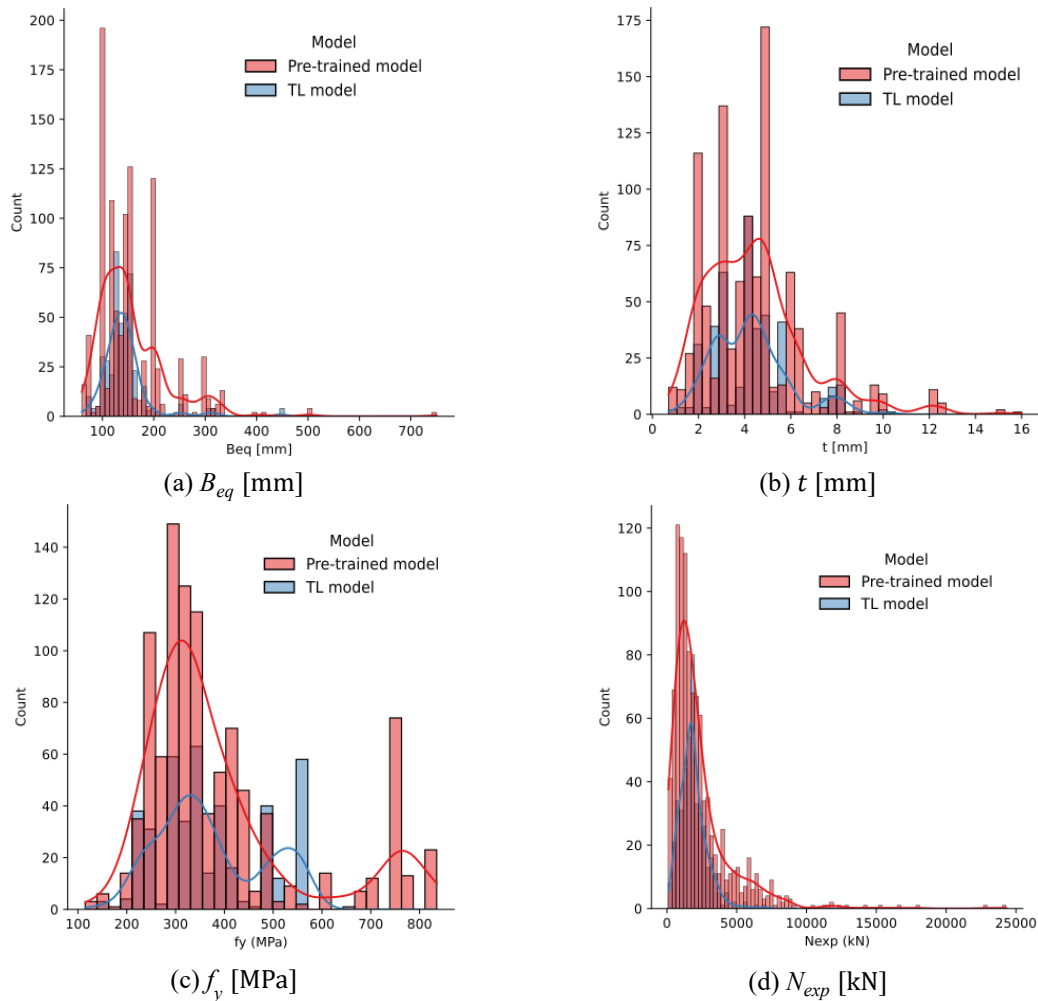 200
175
150
125
100
75
50
25
0
Count
Model
Pre-trained model
TL model
100 200 300 400 500 600 700
Beq [mm]
(a) B_eq [mm]
175
150
125
100
75
50
25
0
Count
Model
Pre-trained model
TL model
0 2 4 6 8 10 12 14 16
t [mm]
(b) t [mm]
140
120
100
80
60
40
20
0
Count
Model
Pre-trained model
TL model
200 300 400 500 600 700 800
fy (MPa)
(c) f_y [MPa]
120
100
80
60
40
20
0
Count
Model
Pre-trained model
TL model
0 5000 10000 15000 20000 25000
Nexp (kN)
(d) N_exp [kN]